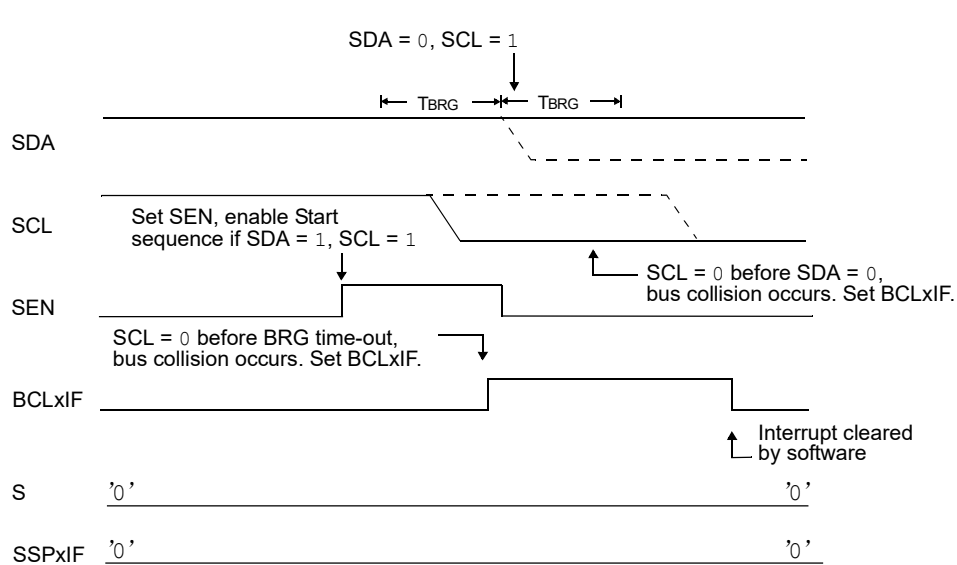 SDA = 0, SCL = 1
TBRG TBRG
SDA
SCL
Set SEN, enable Start
sequence if SDA = 1, SCL = 1
SCL = 0 before SDA = 0,
bus collision occurs. Set BCLxIF.
SEN
SCL = 0 before BRG time-out,
bus collision occurs. Set BCLxIF.
BCLxIF
Interrupt cleared
by software
S '0' '0'
SSPxIF '0' '0'